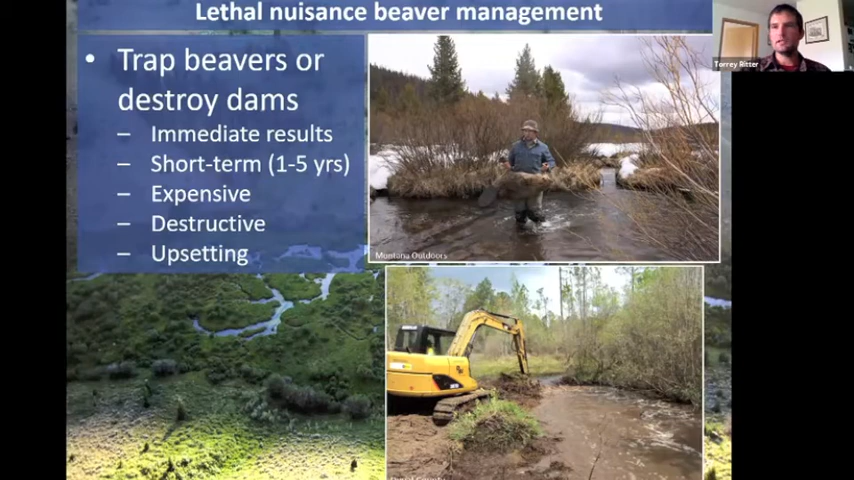 Lethal nuisance beaver management
• Trap beavers or
destroy dams
– Immediate results
– Short-term (1-5 yrs)
– Expensive
– Destructive
– Upsetting
Torrey Ritter
Montana Outdoors